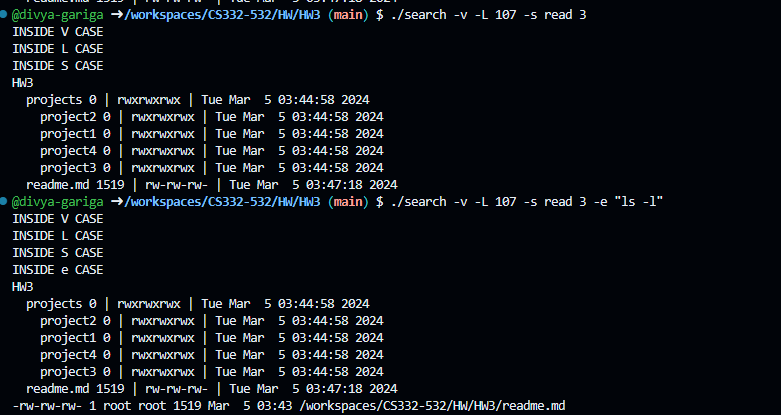 readme.md 1519 | rw-rw-rw- | Tue Mar  5 03:47:18 2024
@divya-gariga ➜/workspaces/CS332-532/HW/HW3 (main) $ ./search -v -L 107 -s read 3
INSIDE V CASE
INSIDE L CASE
INSIDE S CASE
HW3
  projects 0 | rwxrwxrwx | Tue Mar  5 03:44:58 2024
    project2 0 | rwxrwxrwx | Tue Mar  5 03:44:58 2024
    project1 0 | rwxrwxrwx | Tue Mar  5 03:44:58 2024
    project4 0 | rwxrwxrwx | Tue Mar  5 03:44:58 2024
    project3 0 | rwxrwxrwx | Tue Mar  5 03:44:58 2024
  readme.md 1519 | rw-rw-rw- | Tue Mar  5 03:47:18 2024
@divya-gariga ➜/workspaces/CS332-532/HW/HW3 (main) $ ./search -v -L 107 -s read 3 -e "ls -l"
INSIDE V CASE
INSIDE L CASE
INSIDE S CASE
INSIDE e CASE
HW3
  projects 0 | rwxrwxrwx | Tue Mar  5 03:44:58 2024
    project2 0 | rwxrwxrwx | Tue Mar  5 03:44:58 2024
    project1 0 | rwxrwxrwx | Tue Mar  5 03:44:58 2024
    project4 0 | rwxrwxrwx | Tue Mar  5 03:44:58 2024
    project3 0 | rwxrwxrwx | Tue Mar  5 03:44:58 2024
  readme.md 1519 | rw-rw-rw- | Tue Mar  5 03:47:18 2024
-rw-rw-rw- 1 root root 1519 Mar  5 03:43 /workspaces/CS332-532/HW/HW3/readme.md